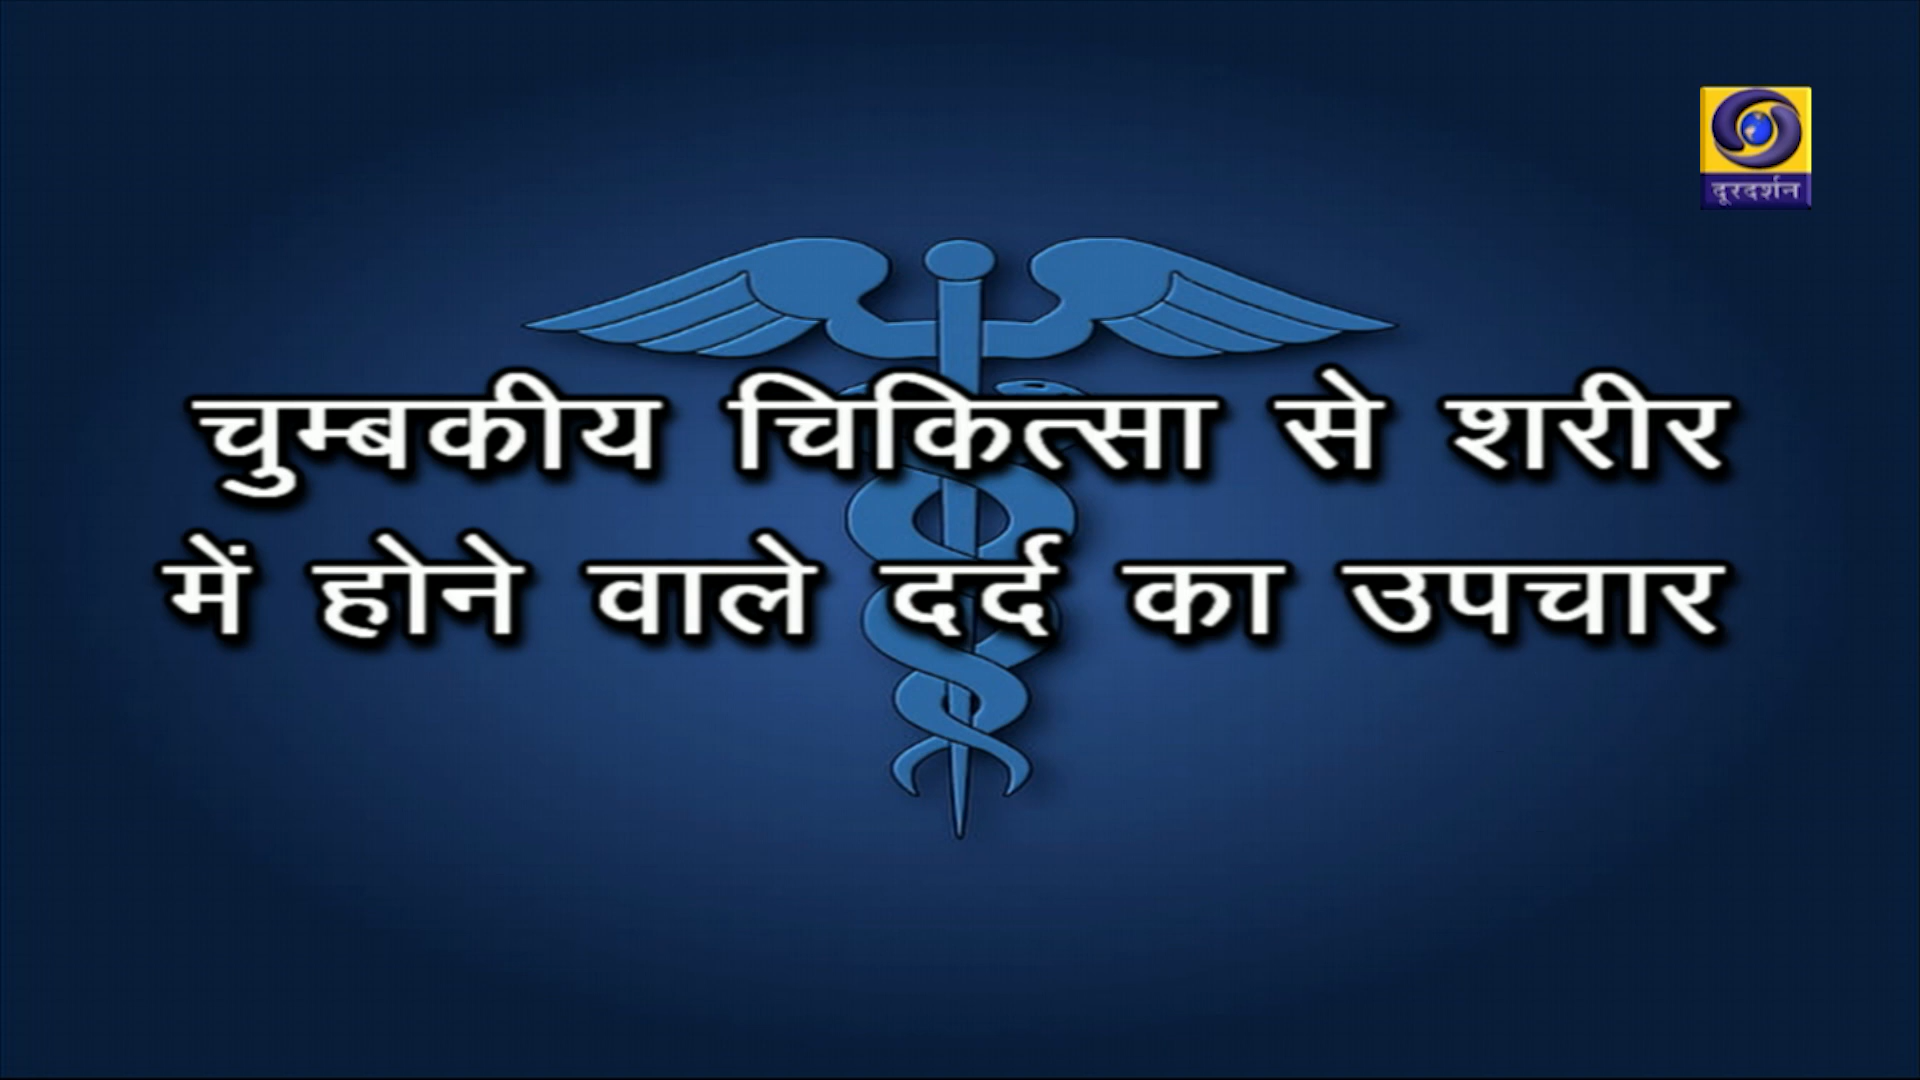 दूरदर्शन
चुम्बकीय चिकित्सा से शरीर
में होने वाले दर्द का उपचार